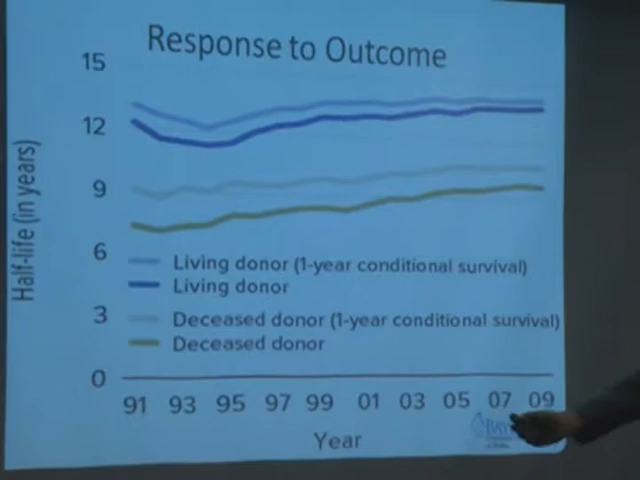 Response to Outcome
15
12
9
6
3
0
Half-life (in years)
Living donor (1-year conditional survival)
Living donor
Deceased donor (1-year conditional survival)
Deceased donor
91 93 95 97 99 01 03 05 07 09
Year
BAY